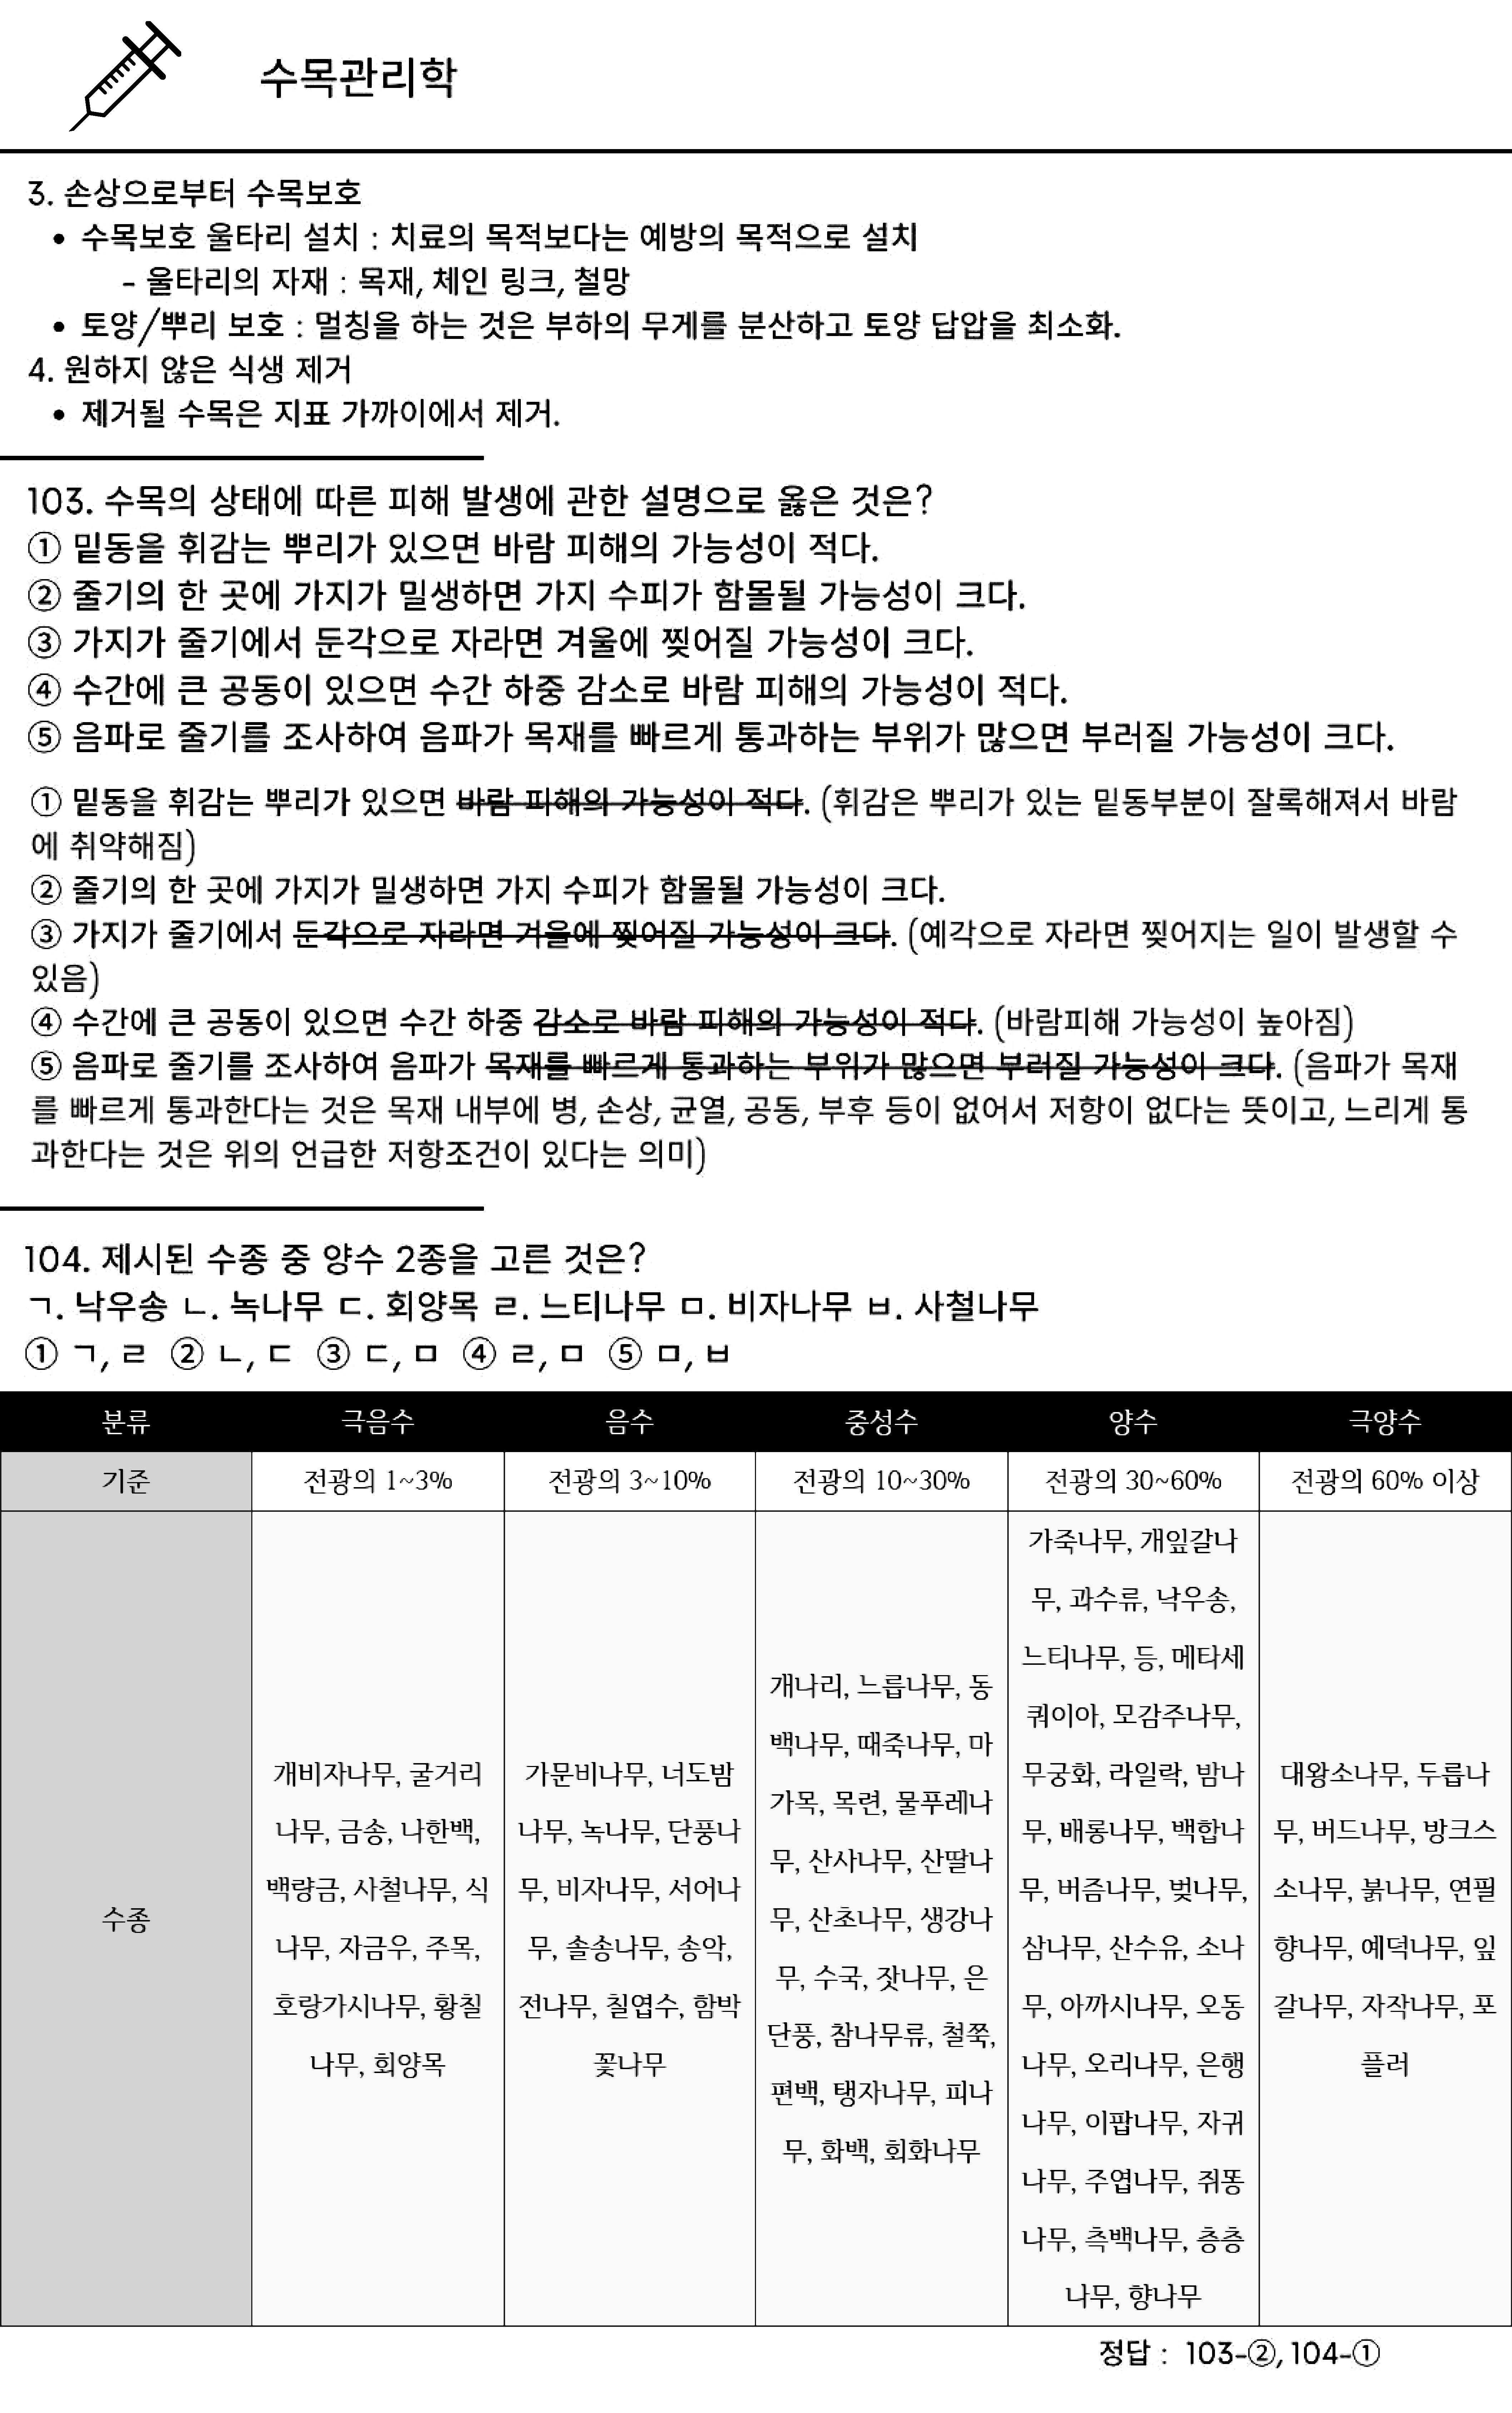 수목관리학
3. 손상으로부터 수목보호
• 수목보호 울타리 설치 : 치료의 목적보다는 예방의 목적으로 설치
- 울타리의 자재 : 목재, 체인 링크, 철망
• 토양/뿌리 보호 : 멀칭을 하는 것은 부하의 무게를 분산하고 토양 답압을 최소화.
4. 원하지 않은 식생 제거
• 제거될 수목은 지표 가까이에서 제거.
103. 수목의 상태에 따른 피해 발생에 관한 설명으로 옳은 것은?
① 밑동을 휘감는 뿌리가 있으면 바람 피해의 가능성이 적다.
② 줄기의 한 곳에 가지가 밀생하면 가지 수피가 함몰될 가능성이 크다.
③ 가지가 줄기에서 둔각으로 자라면 겨울에 찢어질 가능성이 크다.
④ 수간에 큰 공동이 있으면 수간 하중 감소로 바람 피해의 가능성이 적다.
⑤ 음파로 줄기를 조사하여 음파가 목재를 빠르게 통과하는 부위가 많으면 부러질 가능성이 크다.
① 밑동을 휘감는 뿌리가 있으면 바람 피해의 가능성이 적다. (휘감은 뿌리가 있는 밑동부분이 잘록해져서 바람
에 취약해짐)
② 줄기의 한 곳에 가지가 밀생하면 가지 수피가 함몰될 가능성이 크다.
③ 가지가 줄기에서 둔각으로 자라면 겨울에 찢어질 가능성이 크다. (예각으로 자라면 찢어지는 일이 발생할 수
있음)
④ 수간에 큰 공동이 있으면 수간 하중 감소로 바람 피해의 가능성이 적다. (바람피해 가능성이 높아짐)
⑤ 음파로 줄기를 조사하여 음파가 목재를 빠르게 통과하는 부위가 많으면 부러질 가능성이 크다. (음파가 목재
를 빠르게 통과한다는 것은 목재 내부에 병, 손상, 균열, 공동, 부후 등이 없어서 저항이 없다는 뜻이고, 느리게 통
과한다는 것은 위의 언급한 저항조건이 있다는 의미)
104. 제시된 수종 중 양수 2종을 고른 것은?
ㄱ. 낙우송 ㄴ. 녹나무 ㄷ. 회양목 ㄹ. 느티나무 ㅁ. 비자나무 ㅂ. 사철나무
① ㄱ, ㄹ ② ㄴ, ㄷ ③ ㄷ, ㅁ ④ ㄹ, ㅁ ⑤ ㅁ, ㅂ
분류 극음수 음수 중성수 양수 극양수
기준 전광의 1~3% 전광의 3~10% 전광의 10~30% 전광의 30~60% 전광의 60% 이상
수종
개비자나무, 굴거리
나무, 금송, 나한백,
백량금, 사철나무, 식
나무, 자금우, 주목,
호랑가시나무, 황칠
나무, 회양목
가문비나무, 너도밤
나무, 녹나무, 단풍나
무, 비자나무, 서어나
무, 솔송나무, 송악,
전나무, 칠엽수, 함박
꽃나무
개나리, 느릅나무, 동
백나무, 때죽나무, 마
가목, 목련, 물푸레나
무, 산사나무, 산딸나
무, 산초나무, 생강나
무, 수국, 잣나무, 은
단풍, 참나무류, 철쭉,
편백, 탱자나무, 피나
무, 화백, 회화나무
가죽나무, 개잎갈나
무, 과수류, 낙우송,
느티나무, 등, 메타세
쿼이아, 모감주나무,
무궁화, 라일락, 밤나
무, 배롱나무, 백합나
무, 버즘나무, 벚나무,
삼나무, 산수유, 소나
무, 아까시나무, 오동
나무, 오리나무, 은행
나무, 이팝나무, 자귀
나무, 주엽나무, 쥐똥
나무, 측백나무, 층층
나무, 향나무
대왕소나무, 두릅나
무, 버드나무, 방크스
소나무, 붉나무, 연필
향나무, 예덕나무, 잎
갈나무, 자작나무, 포
플러
정답 : 103-②, 104-①